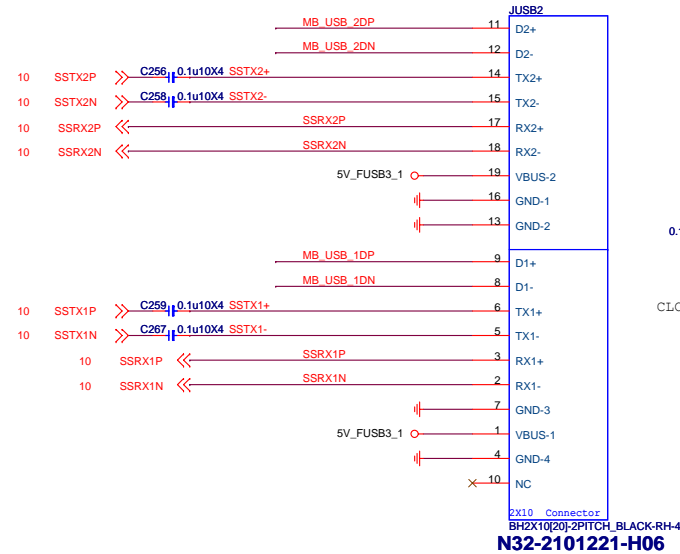 JUSB2
MB_USB_2DP 11 D2+
MB_USB_2DN 12 D2-
10 SSTX2P C256 0.1u10X4 SSTX2+ 14 TX2+
10 SSTX2N C258 0.1u10X4 SSTX2- 15 TX2-
10 SSRX2P SSRX2P 17 RX2+
10 SSRX2N SSRX2N 18 RX2-
5V_FUSB3_1 19 VBUS-2
16 GND-1
13 GND-2
0.1
MB_USB_1DP 9 D1+
MB_USB_1DN 8 D1-
10 SSTX1P C259 0.1u10X4 SSTX1+ 6 TX1+
CLO
10 SSTX1N C267 0.1u10X4 SSTX1- 5 TX1-
10 SSRX1P SSRX1P 3 RX1+
10 SSRX1N SSRX1N 2 RX1-
7 GND-3
5V_FUSB3_1 1 VBUS-1
4 GND-4
10 NC
2X10 Connector
BH2X10[20]-2PITCH_BLACK-RH-4
N32-2101221-H06